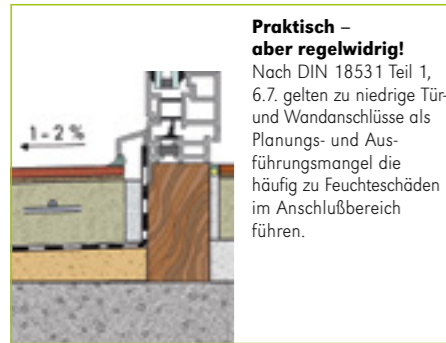 Praktisch –
aber regelwidrig!
Nach DIN 18531 Teil 1,
6.7. gelten zu niedrige Tür-
und Wandanschlüsse als
Planungs- und Aus-
führungsmangel die
häufig zu Feuchteschäden
im Anschlußbereich
führen.
1-2 %